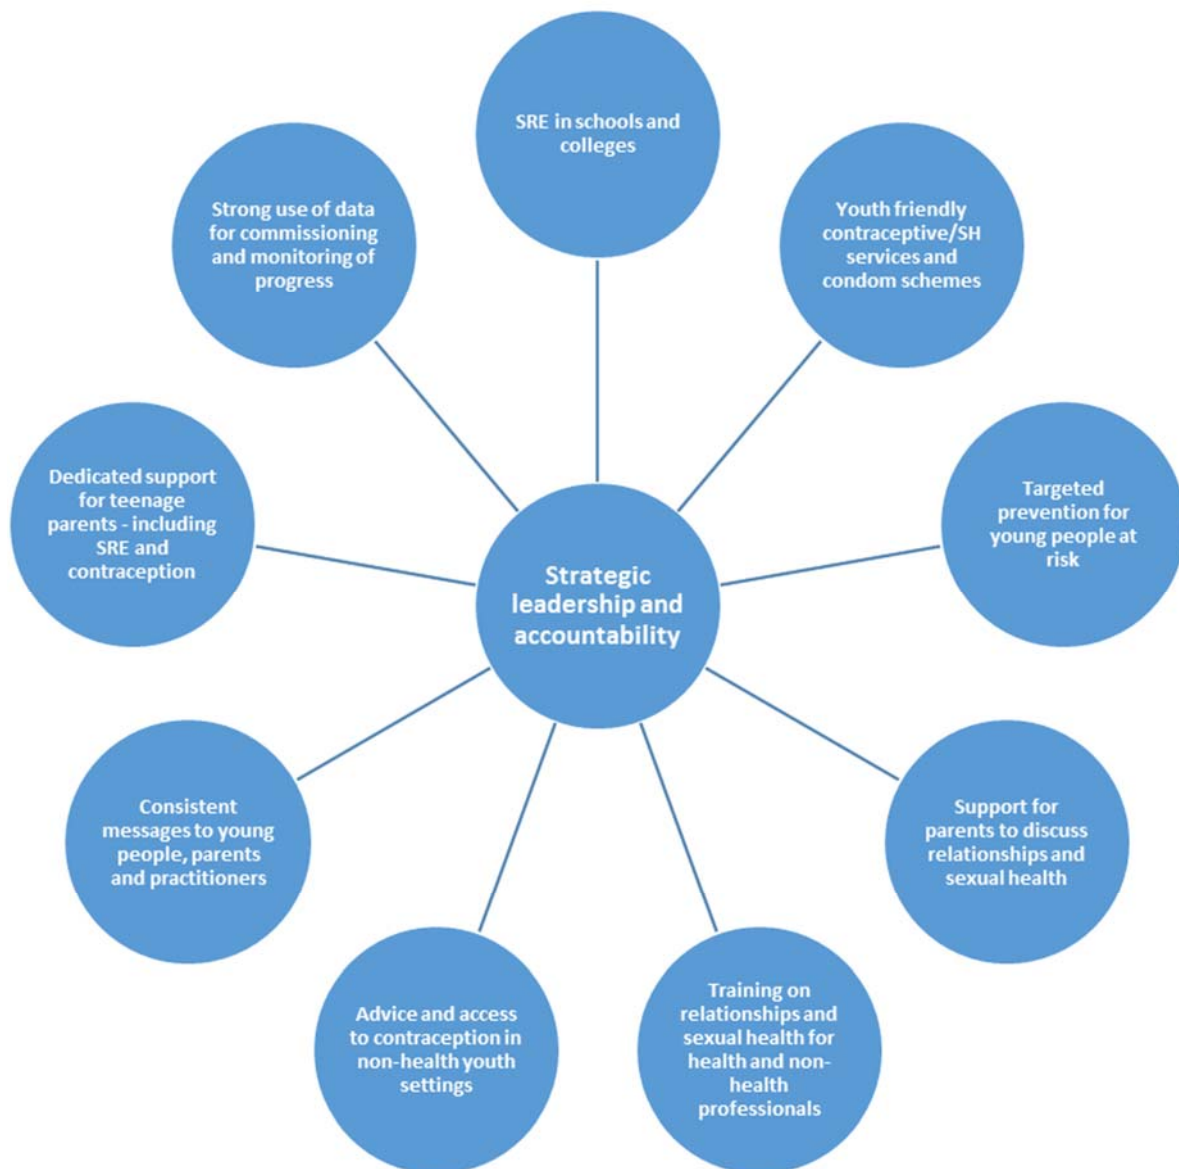 SRE in schools and
colleges
Youth friendly
contraceptive/SH
services and
condom schemes
Targeted
prevention for
young people at
risk
Support for
parents to discuss
relationships and
sexual health
Training on
relationships and
sexual health for
health and non-
health
professionals
Advice and access
to contraception in
non-health youth
settings
Consistent
messages to young
people, parents
and practitioners
Dedicated support
for teenage
parents - including
SRE and
contraception
Strong use of data
for commissioning
and monitoring of
progress
Strategic
leadership and
accountability